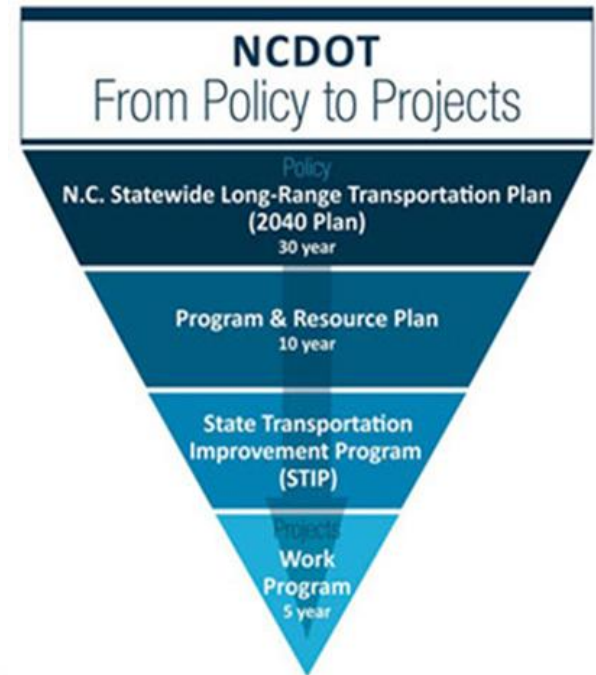 NCDOT
From Policy to Projects
Policy
N.C. Statewide Long-Range Transportation Plan
(2040 Plan)
30 year
Program & Resource Plan
10 year
State Transportation
Improvement Program
(STIP)
Projects
Work
Program
5 year